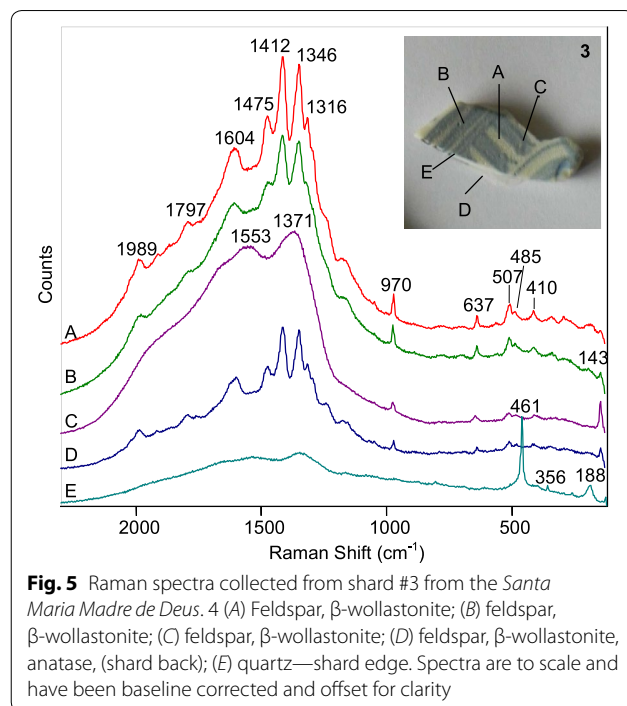 1412
1346
3
1475
1316
1604
A
B
C
1797
1371
E
1989
1553
D
485
970
507
410
637
Counts
A
143
B
461
C
356
188
D
E
2000
1500
1000
500
Raman Shift (cm⁻¹)
Fig. 5 Raman spectra collected from shard #3 from the Santa
Maria Madre de Deus. 4 (A) Feldspar, β-wollastonite; (B) feldspar,
β-wollastonite; (C) feldspar, β-wollastonite; (D) feldspar, β-wollastonite,
anatase, (shard back); (E) quartz—shard edge. Spectra are to scale and
have been baseline corrected and offset for clarity